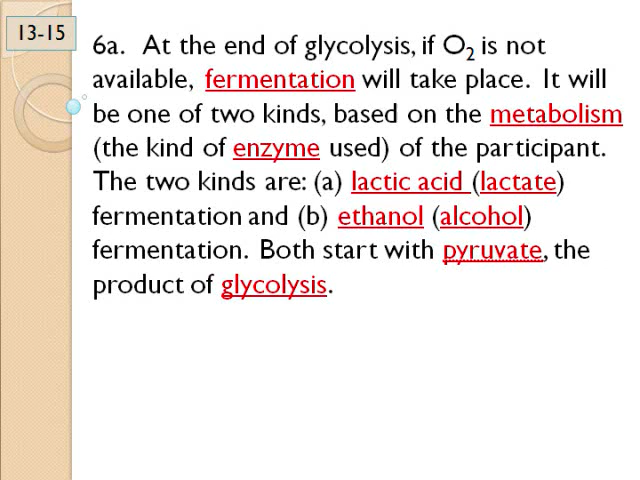 13-15
6a. At the end of glycolysis, if O₂ is not
available, fermentation will take place. It will
be one of two kinds, based on the metabolism
(the kind of enzyme used) of the participant.
The two kinds are: (a) lactic acid (lactate)
fermentation and (b) ethanol (alcohol)
fermentation. Both start with pyruvate, the
product of glycolysis.